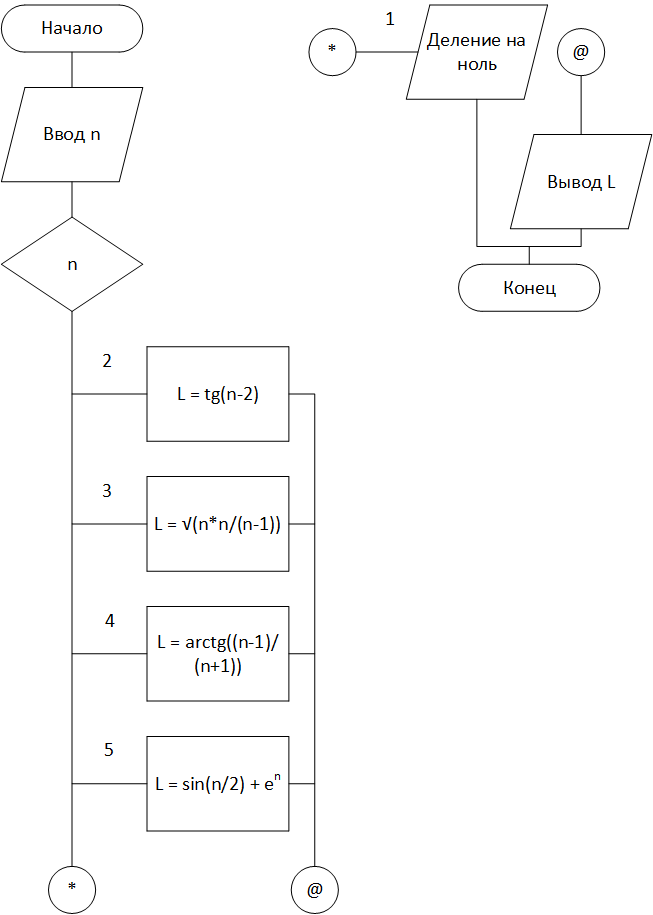 Начало
Ввод n
n
2
L = tg(n-2)
3
L = √(n*n/(n-1))
4
L = arctg((n-1)/
(n+1))
5
L = sin(n/2) + eⁿ
*
@
*
1
Деление на
ноль
@
Вывод L
Конец